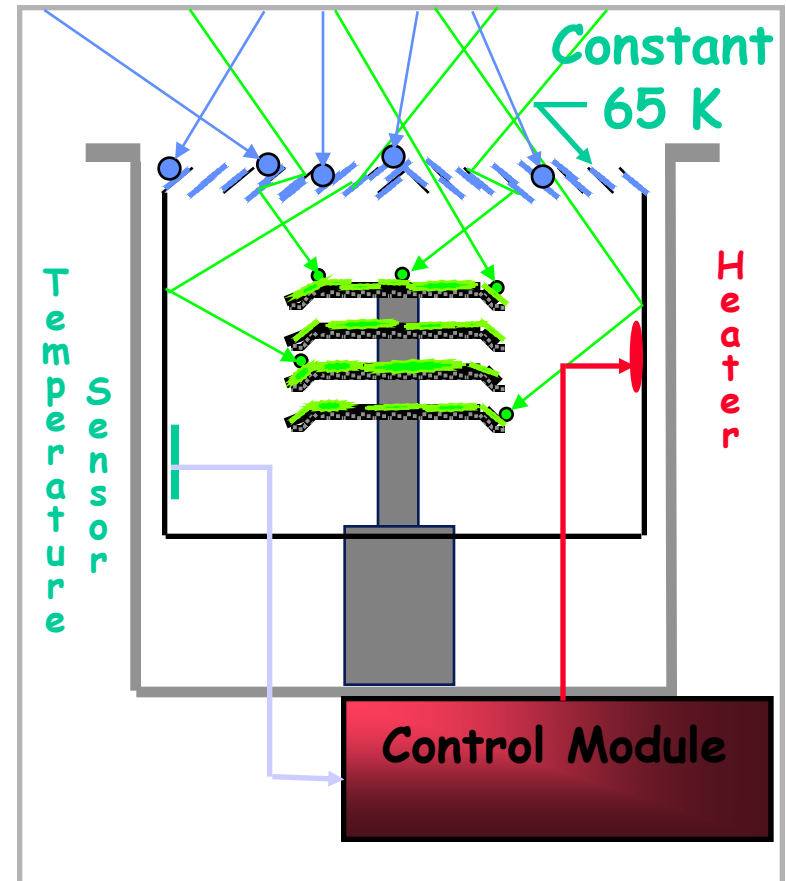 Constant
65 K
Temperature
Sensor
Heater
Control Module